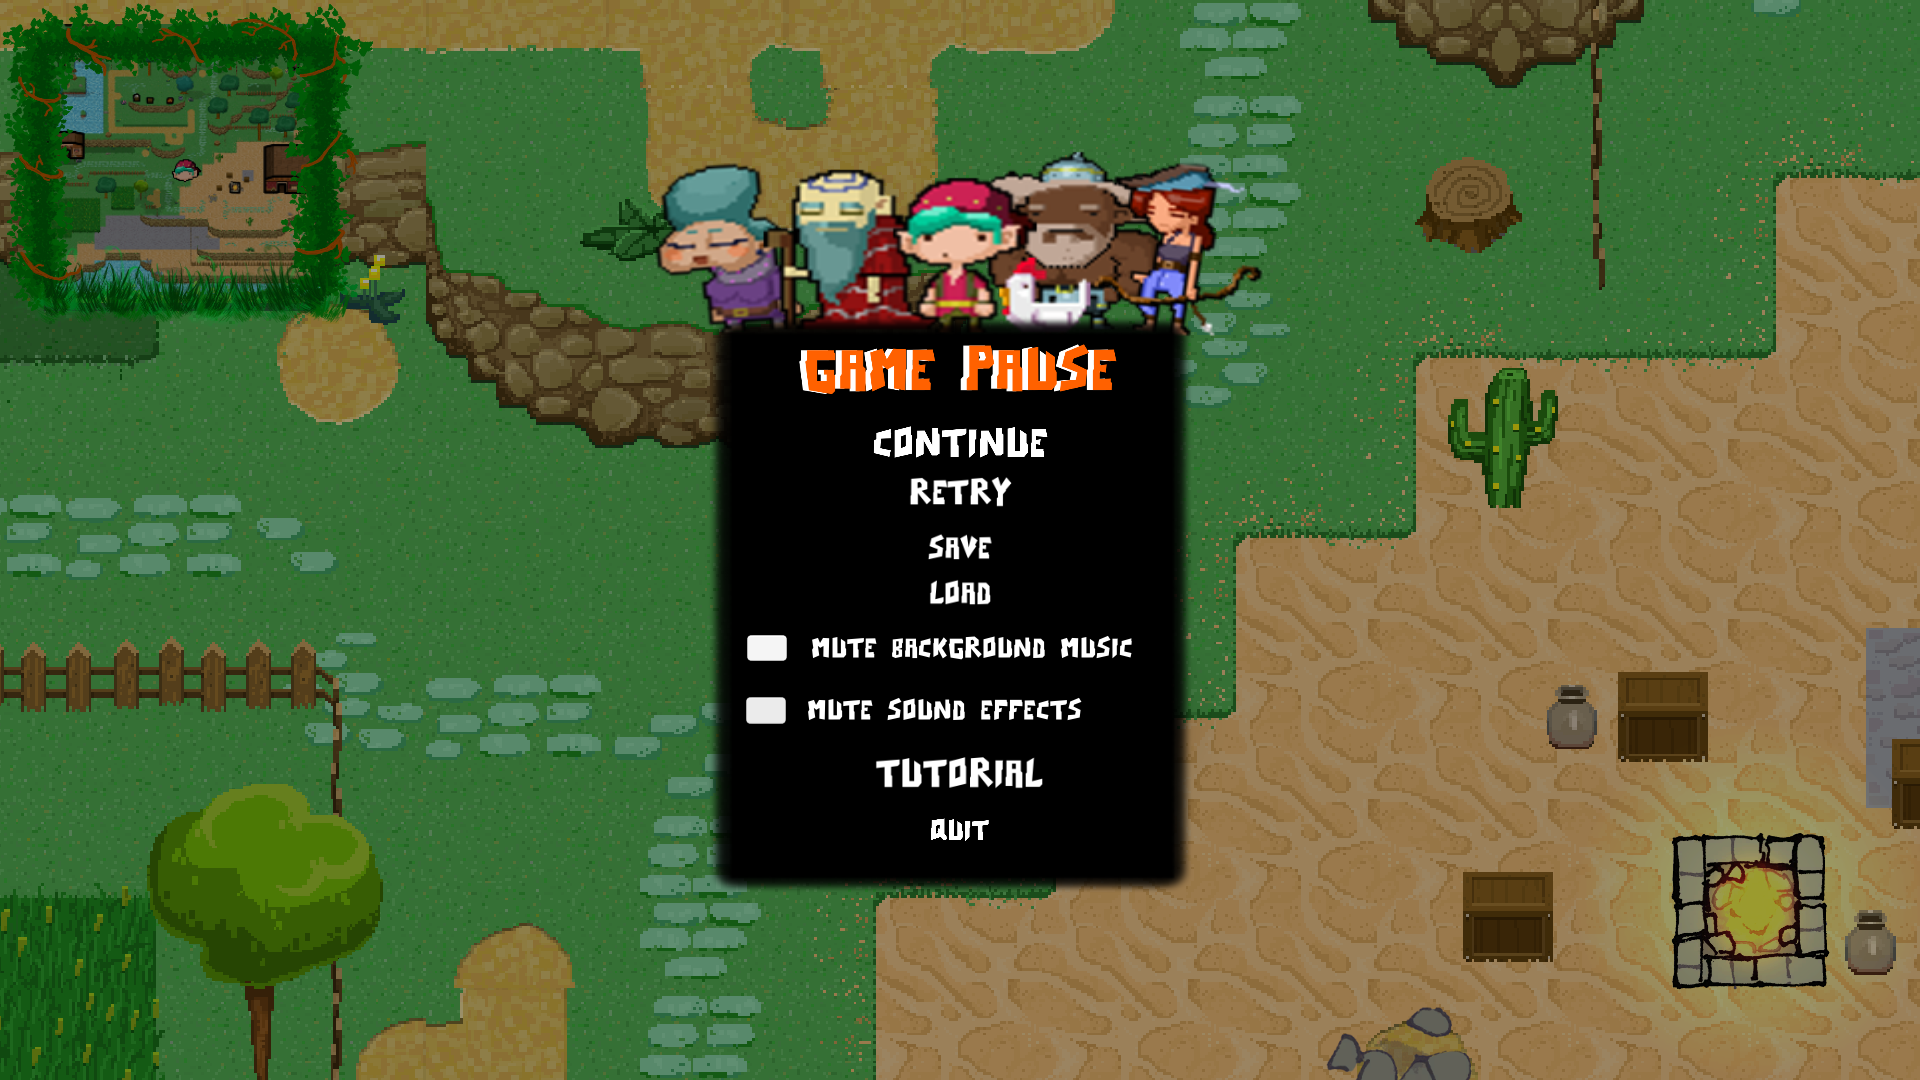 GAME PAUSE
CONTINUE
RETRY
SAVE
LOAD
MUTE BACKGROUND MUSIC
MUTE SOUND EFFECTS
TUTORIAL
QUIT